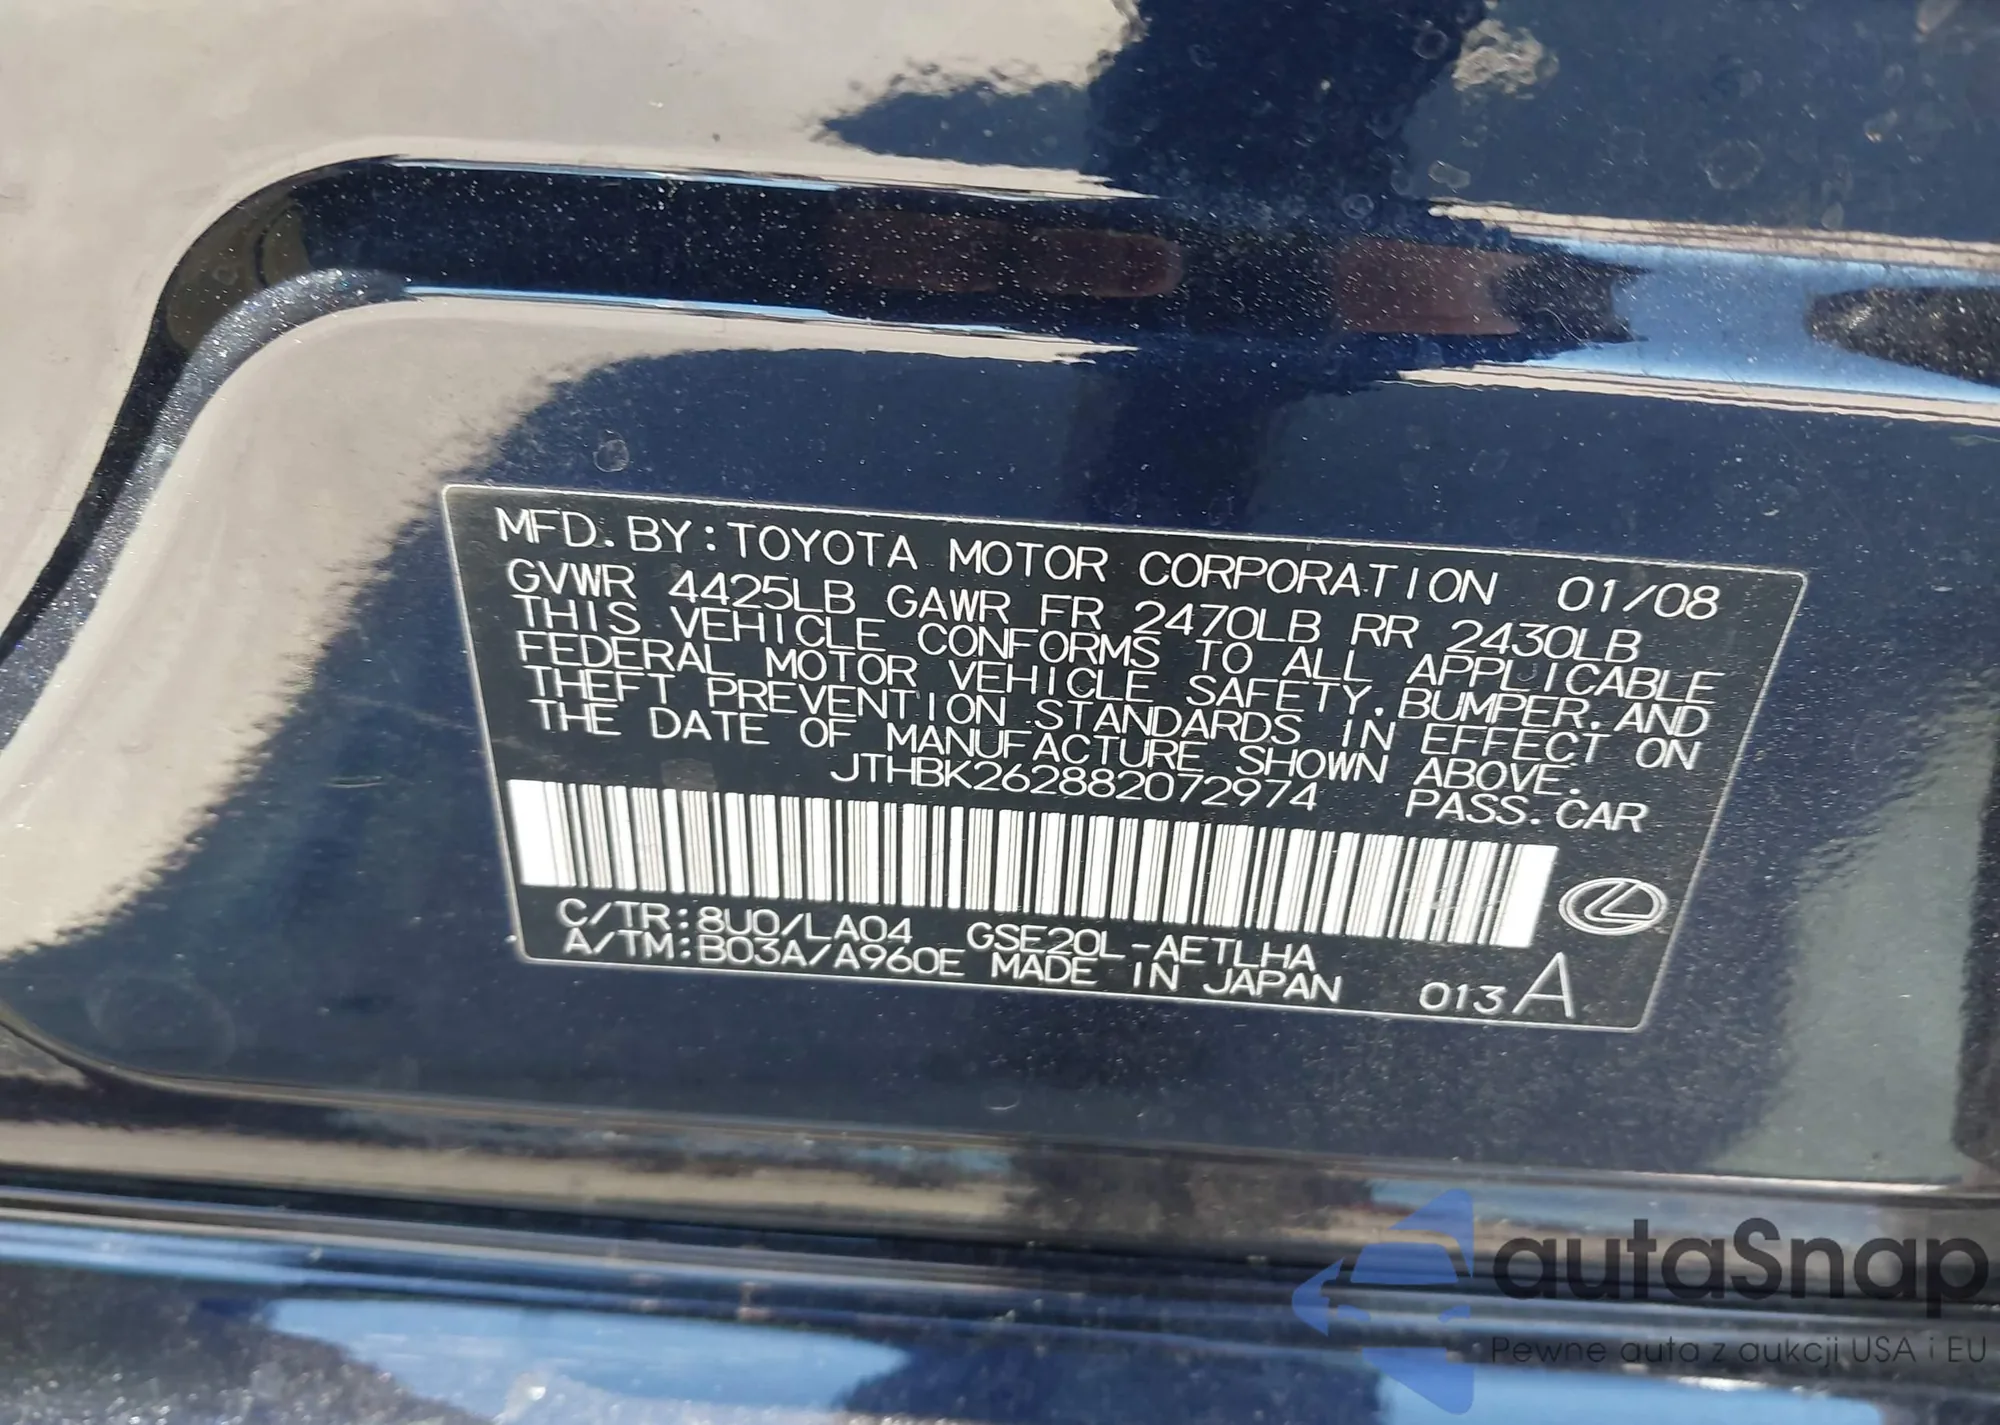 MFD. BY: TOYOTA MOTOR CORPORATION 01/08
GVWR 4425LB GAWR FR 2470LB RR 2430LB
THIS VEHICLE CONFORMS TO ALL APPLICABLE
FEDERAL MOTOR VEHICLE SAFETY, BUMPER, AND
THEFT PREVENTION STANDARDS IN EFFECT ON
THE DATE OF MANUFACTURE SHOWN ABOVE.
JTHBK262882072974 PASS. CAR
C/TR: 8U0/LA04 GSE20L-AETLHA
A/TM: B03A/A960E MADE IN JAPAN 013 A
autaSnap
Pewne auta z aukcji USA i EU